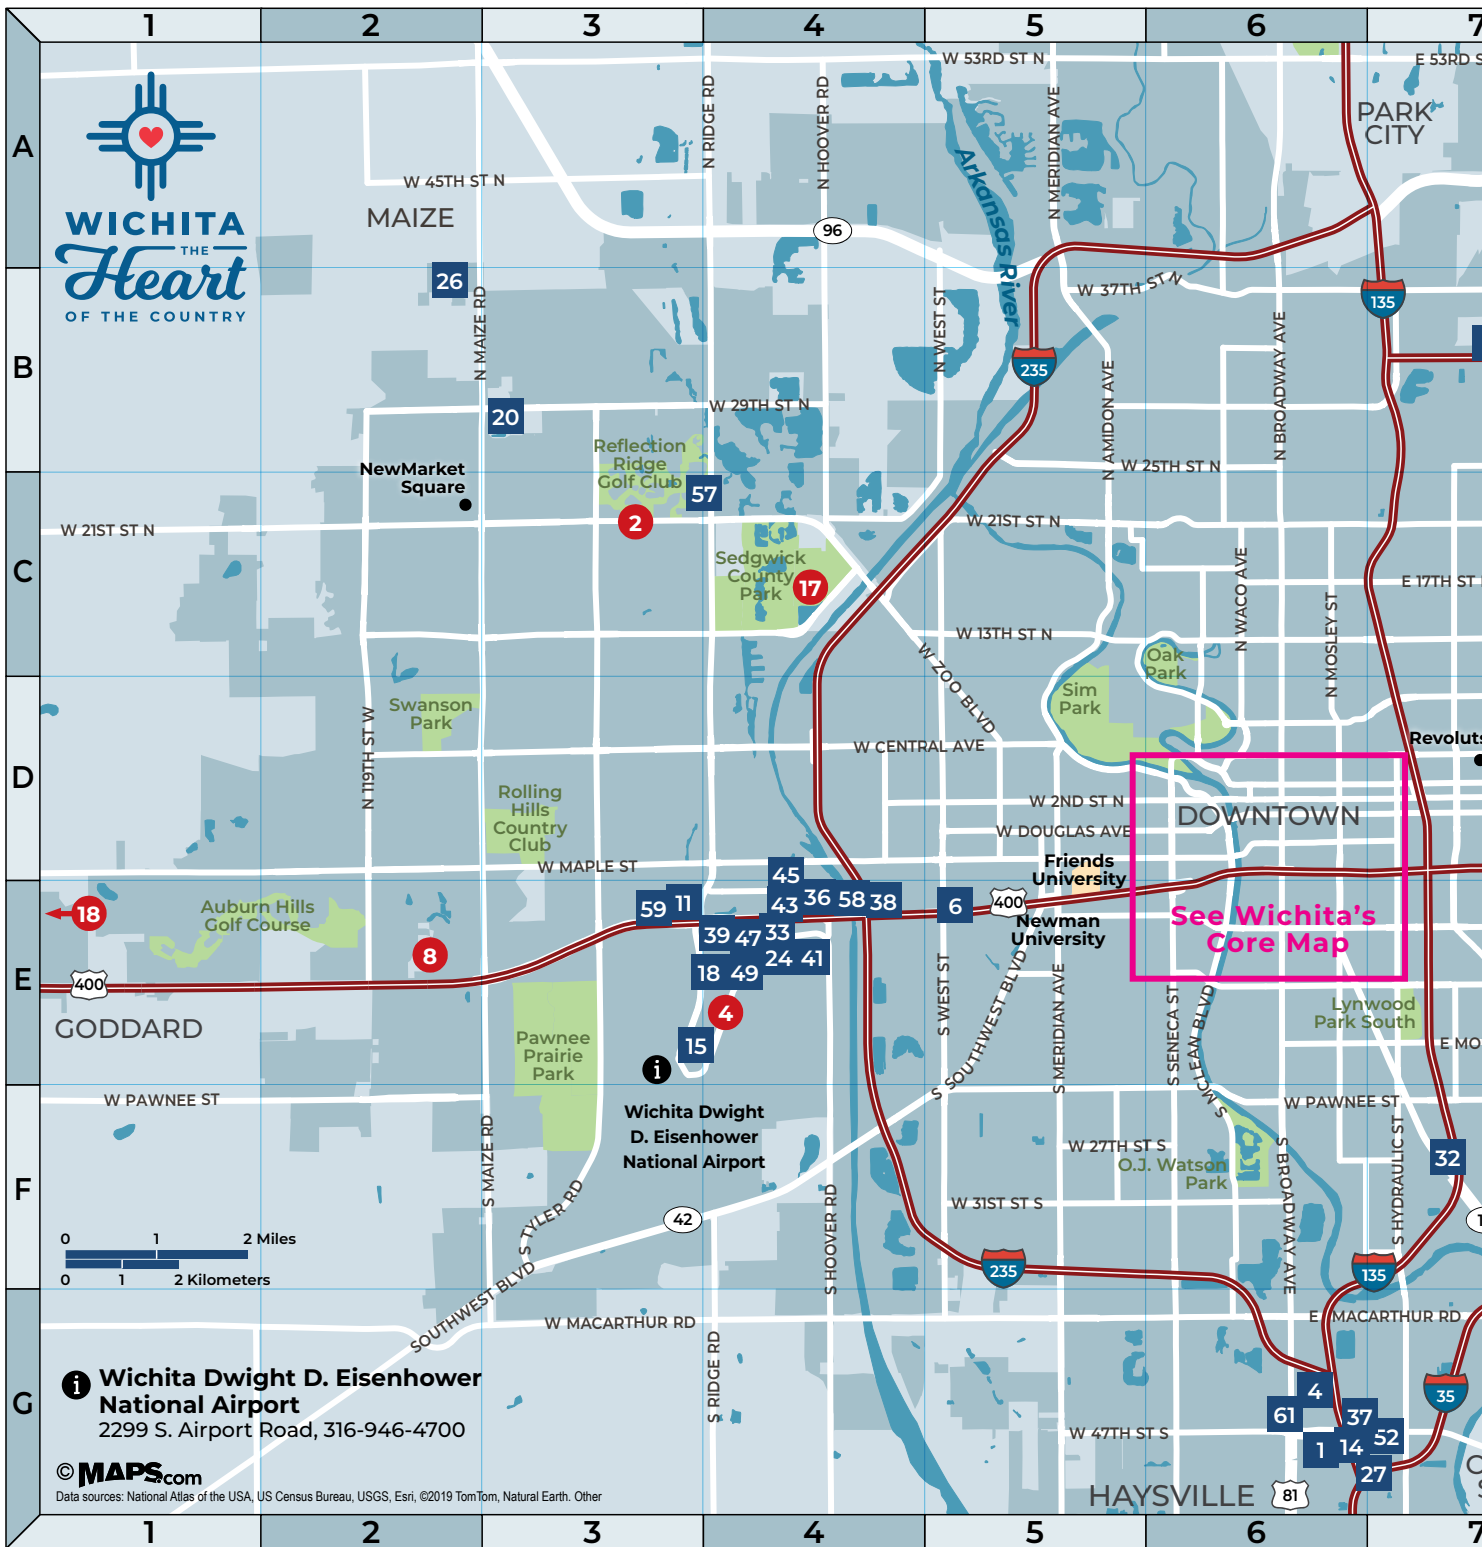 1 2 3 4 5 6 7
A
B
C
D
E
F
G
WICHITA
THE
Heart
OF THE COUNTRY
W 53RD ST N
E 53RD S
PARK
CITY
N RIDGE RD
N HOOVER RD
N MERIDIAN AVE
Arkansas River
W 45TH ST N
MAIZE
96
26
N MAIZE RD
N WEST ST
W 37TH ST N
135
235
N BROADWAY AVE
N AMIDON AVE
20
W 29TH ST N
Reflection
Ridge
Golf Club
NewMarket
Square
57
W 25TH ST N
W 21ST ST N
2
W 21ST ST N
Sedgwick
County
Park
17
N WACO AVE
E 17TH ST
N MOSLEY ST
W 13TH ST N
W ZOO BLVD
Oak
Park
Sim
Park
Swanson
Park
N 119TH ST W
W CENTRAL AVE
Revoluts
Rolling
Hills
Country
Club
W 2ND ST N
W DOUGLAS AVE
DOWNTOWN
W MAPLE ST
Friends
University
45
59
11
43
36
58
38
6
400
18
Auburn Hills
Golf Course
Newman
University
See Wichita's
Core Map
39
47
33
24
41
18
49
8
400
GODDARD
4
15
i
Pawnee
Prairie
Park
S WEST ST
S SOUTHWEST BLVD
S MERIDIAN AVE
S SENECA ST
S MCLEAN BLVD
Lynwood
Park South
E MO
W PAWNEE ST
Wichita Dwight
D. Eisenhower
National Airport
W PAWNEE ST
S MAIZE RD
S TYLER RD
W 27TH ST S
O.J. Watson
Park
S BROADWAY AVE
S HYDRAULIC ST
32
W 31ST ST S
42
1
S HOOVER RD
0 1 2 Miles
0 1 2 Kilometers
235
135
SOUTHWEST BLVD
W MACARTHUR RD
E MACARTHUR RD
S RIDGE RD
i Wichita Dwight D. Eisenhower
National Airport
2299 S. Airport Road, 316-946-4700
4
35
61
37
52
W 47TH ST S
1
14
27
HAYSVILLE
81
© MAPS.com
Data sources: National Atlas of the USA, US Census Bureau, USGS, Esri, ©2019 TomTom, Natural Earth. Other
1 2 3 4 5 6 7